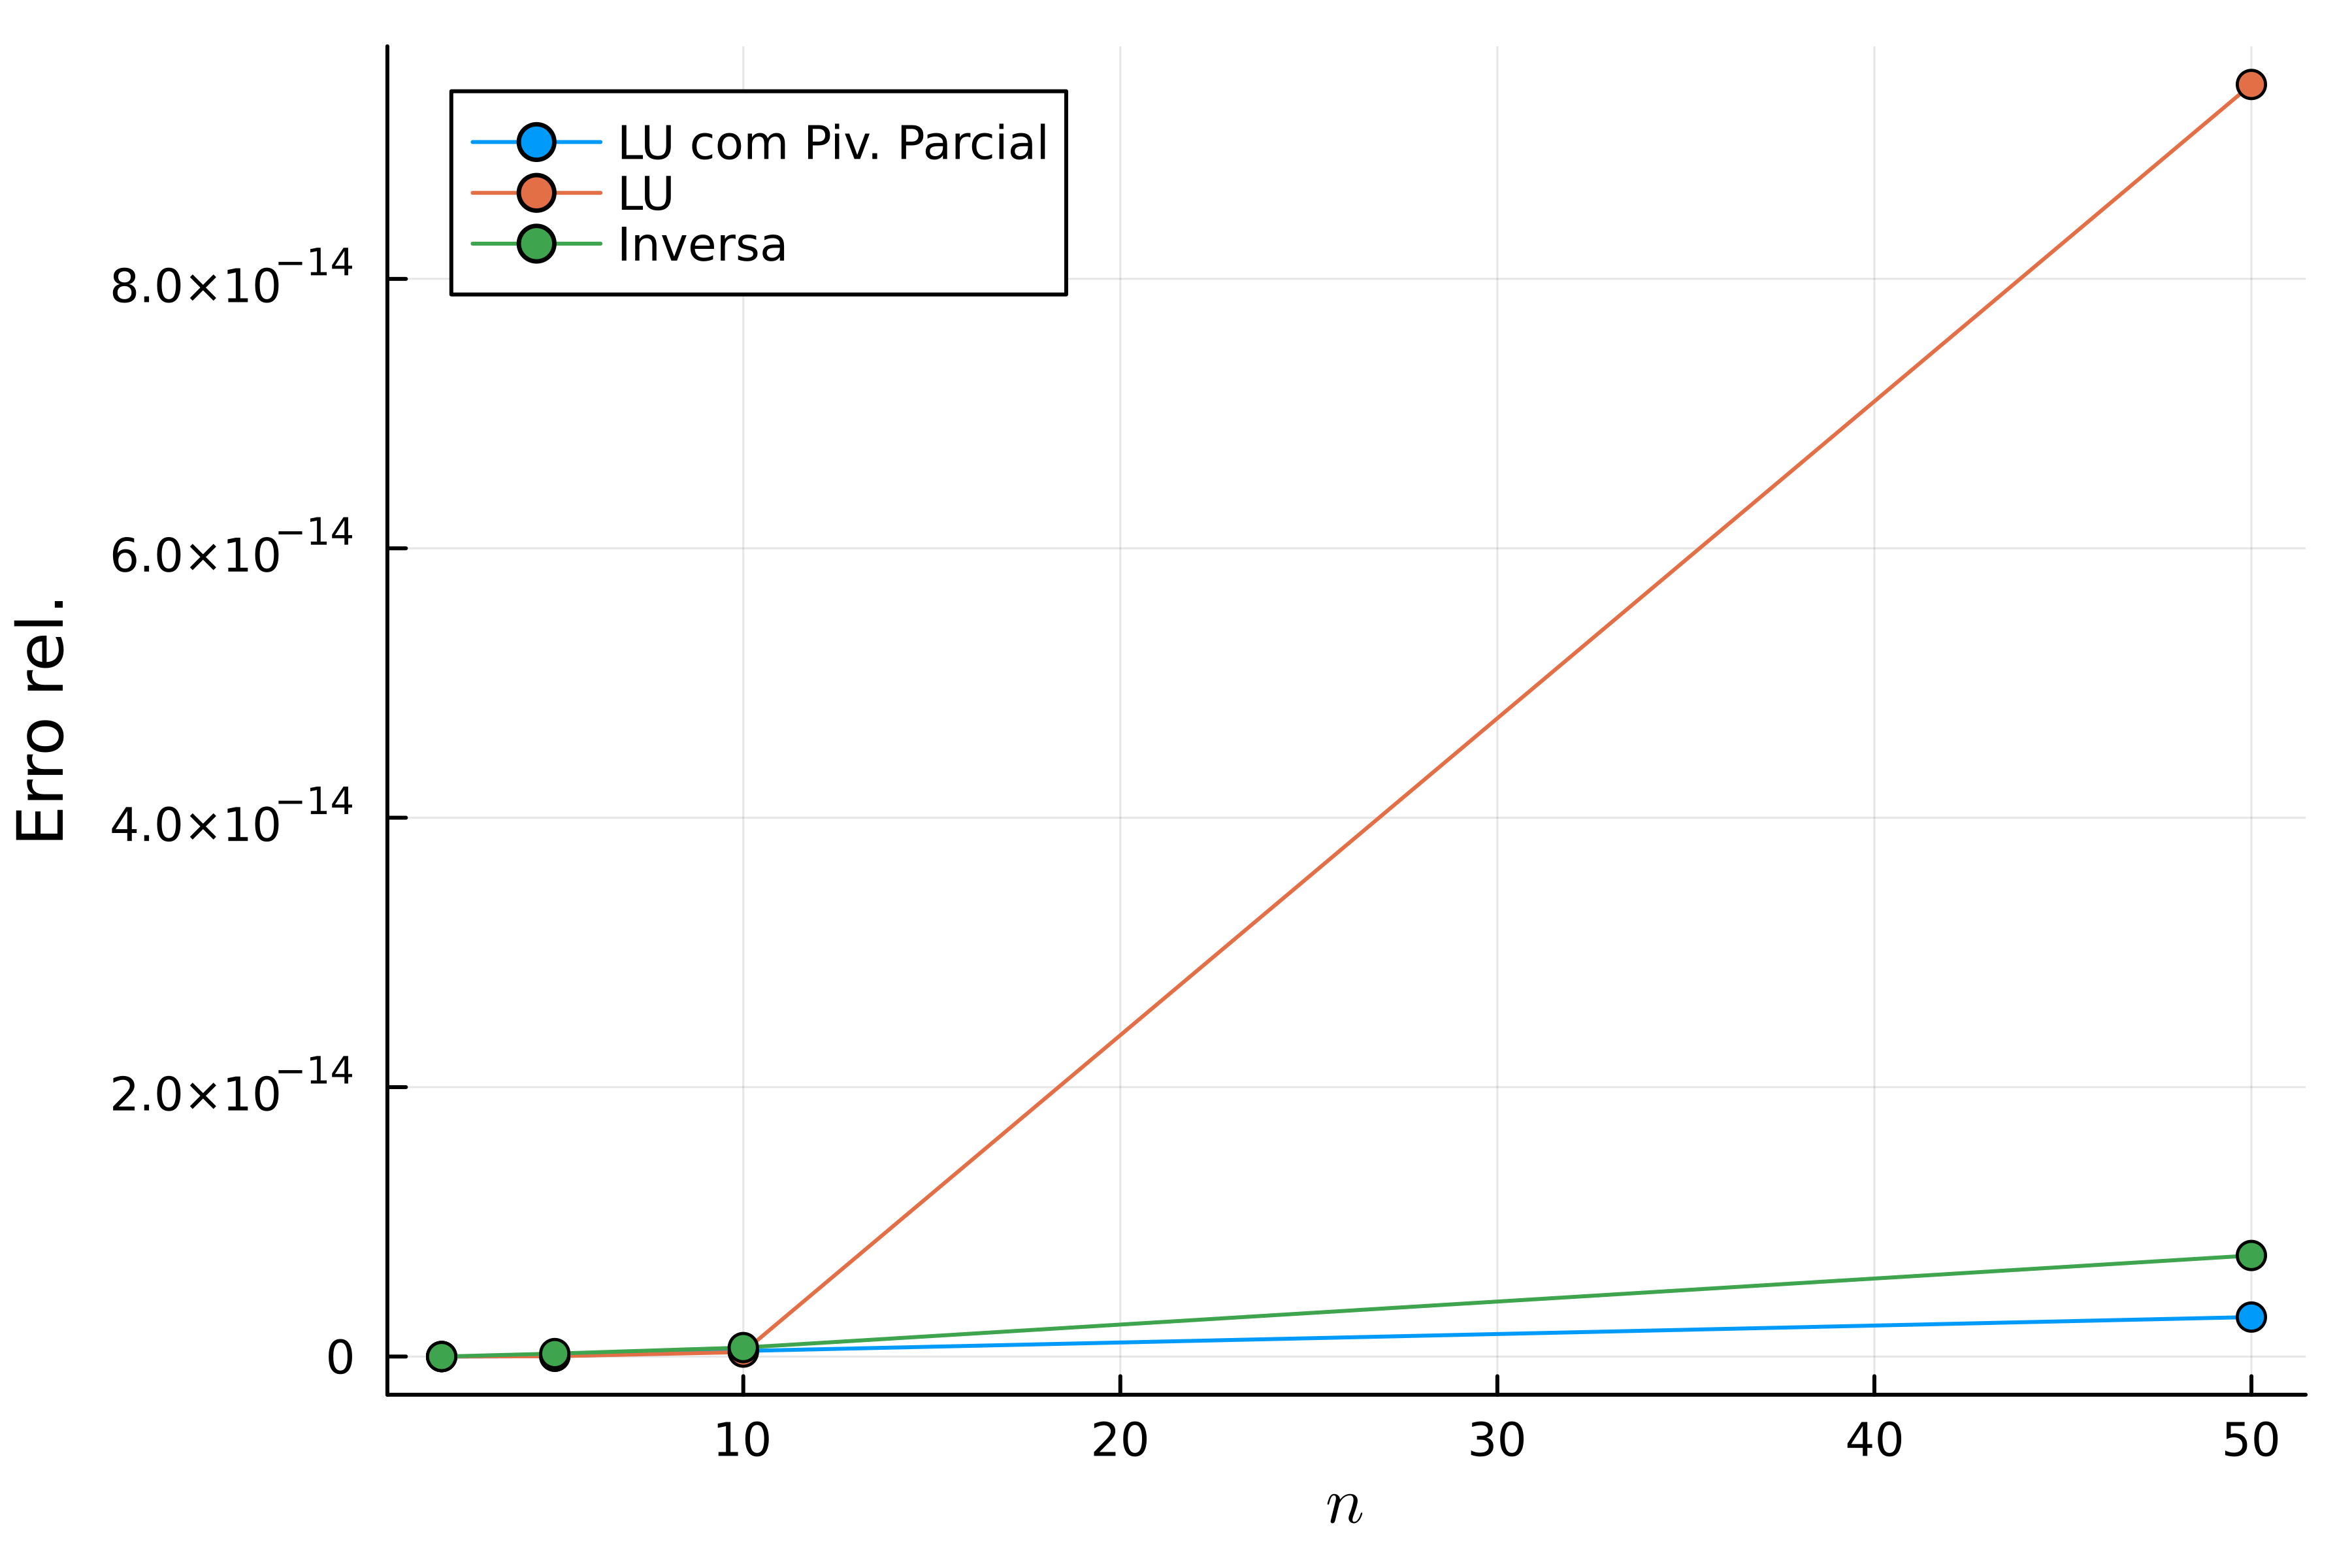 LU com Piv. Parcial
LU
Inversa
8.0×10⁻¹⁴
6.0×10⁻¹⁴
4.0×10⁻¹⁴
2.0×10⁻¹⁴
0
Erro rel.
10 20 30 40 50
n